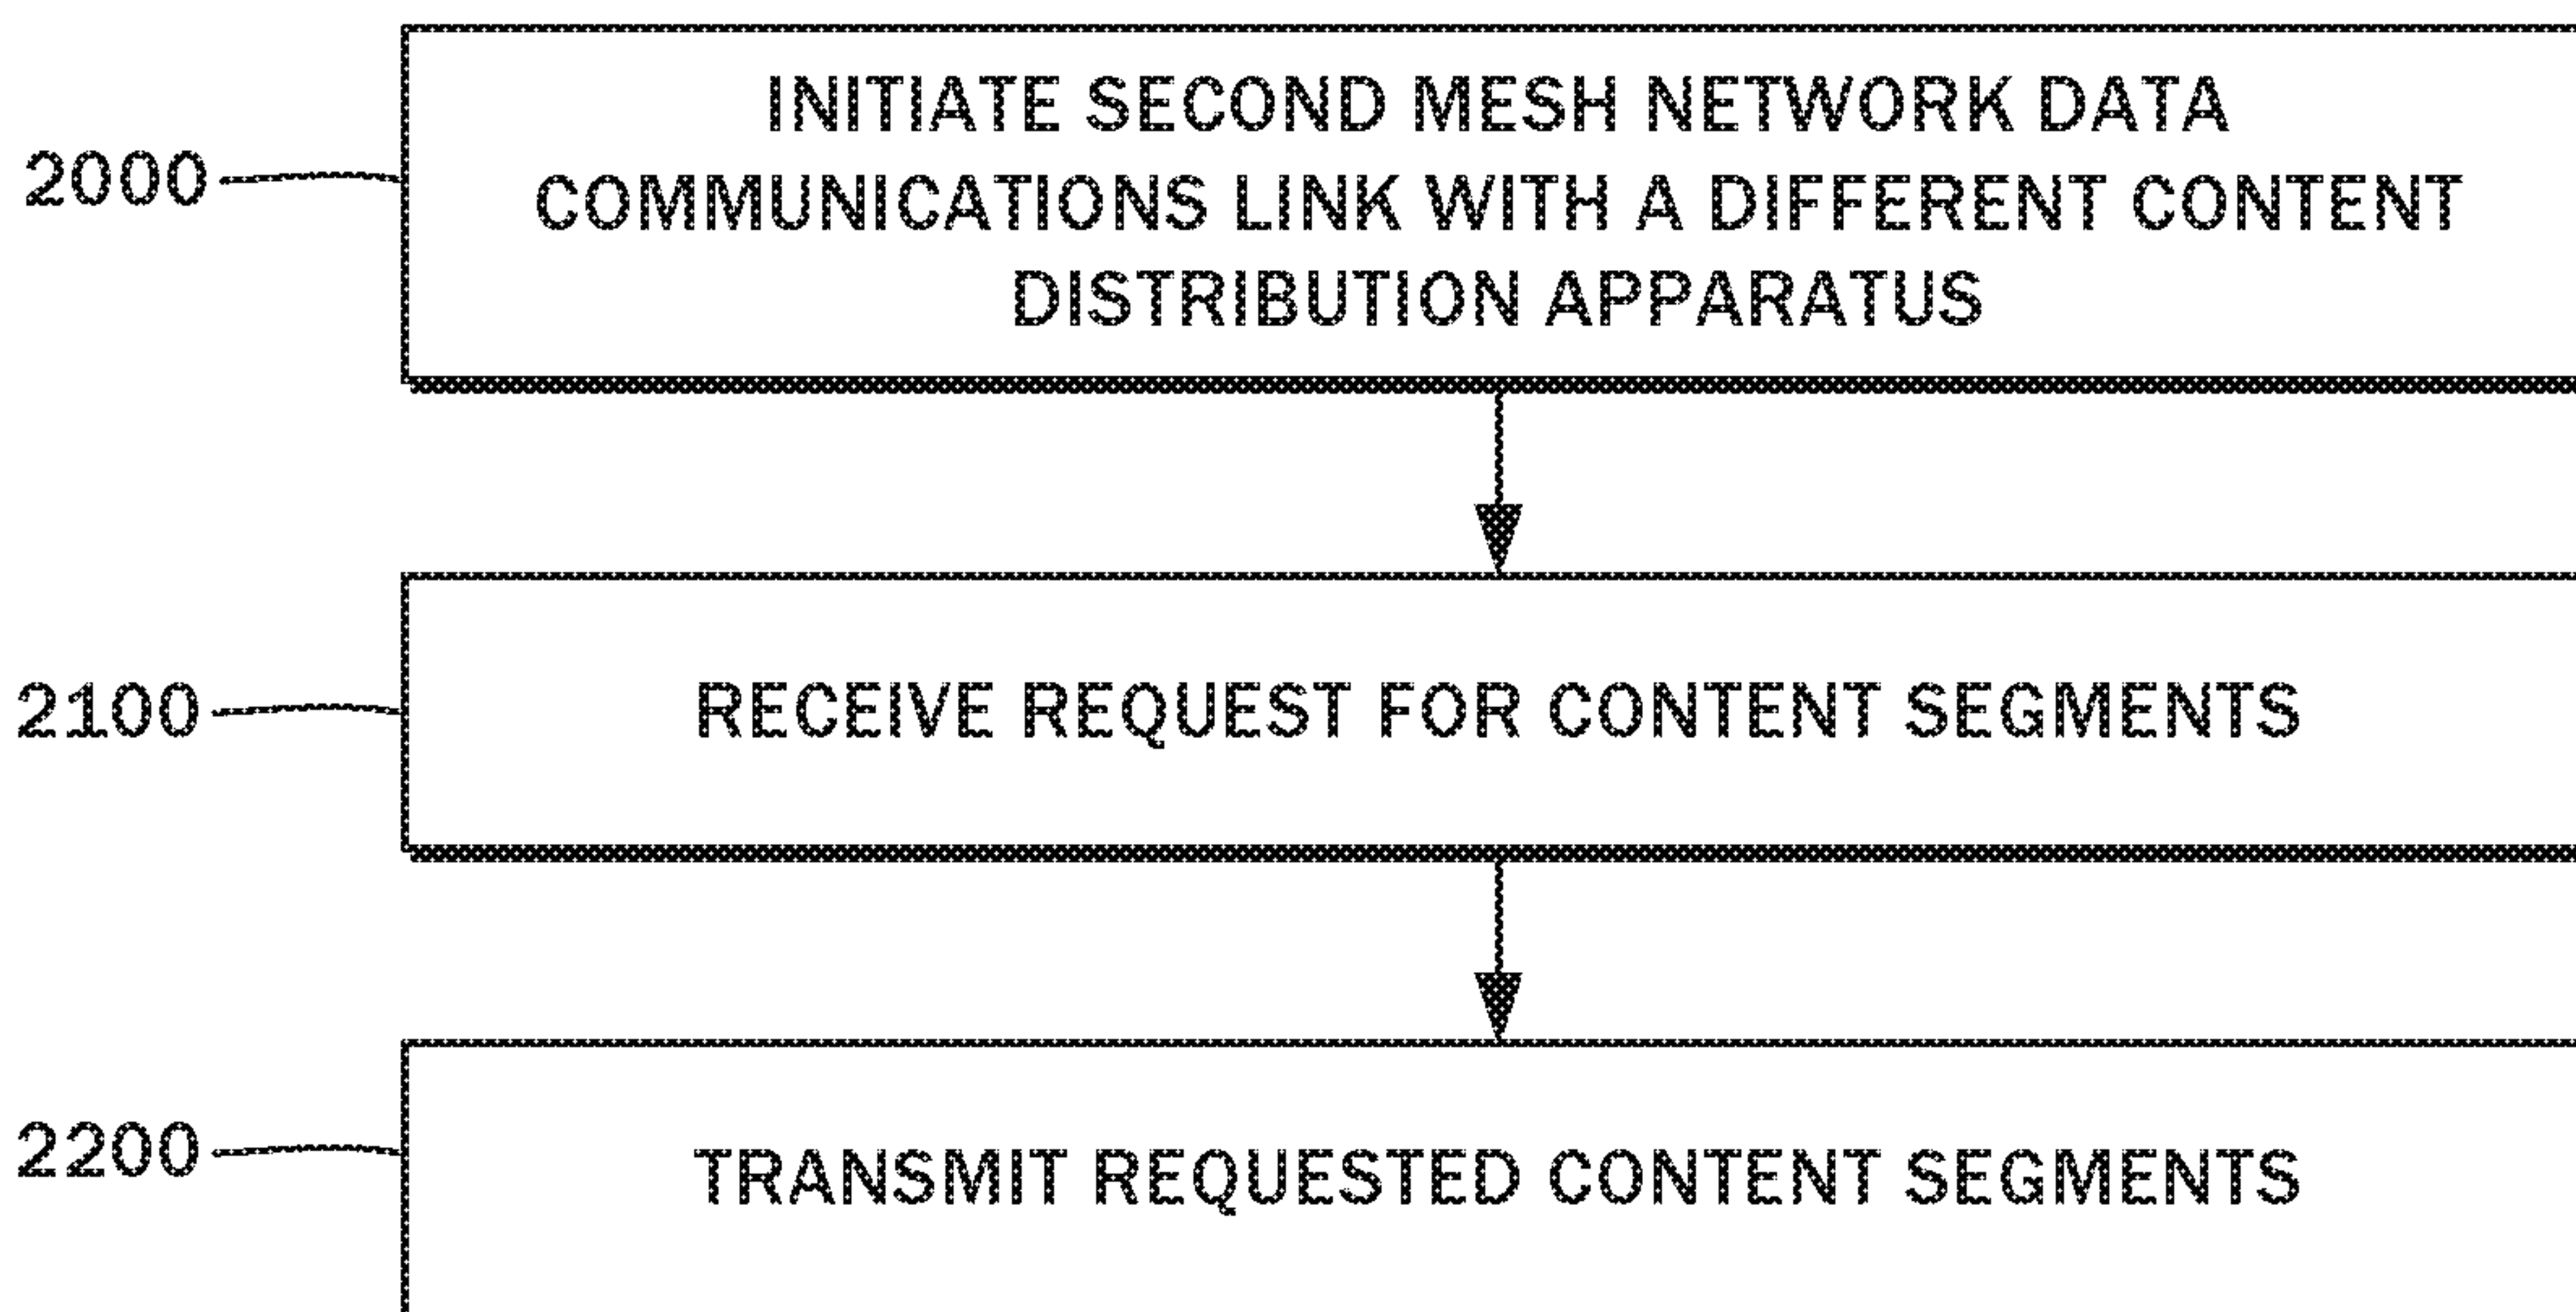 2000
INITIATE SECOND MESH NETWORK DATA
COMMUNICATIONS LINK WITH A DIFFERENT CONTENT
DISTRIBUTION APPARATUS
2100
RECEIVE REQUEST FOR CONTENT SEGMENTS
2200
TRANSMIT REQUESTED CONTENT SEGMENTS